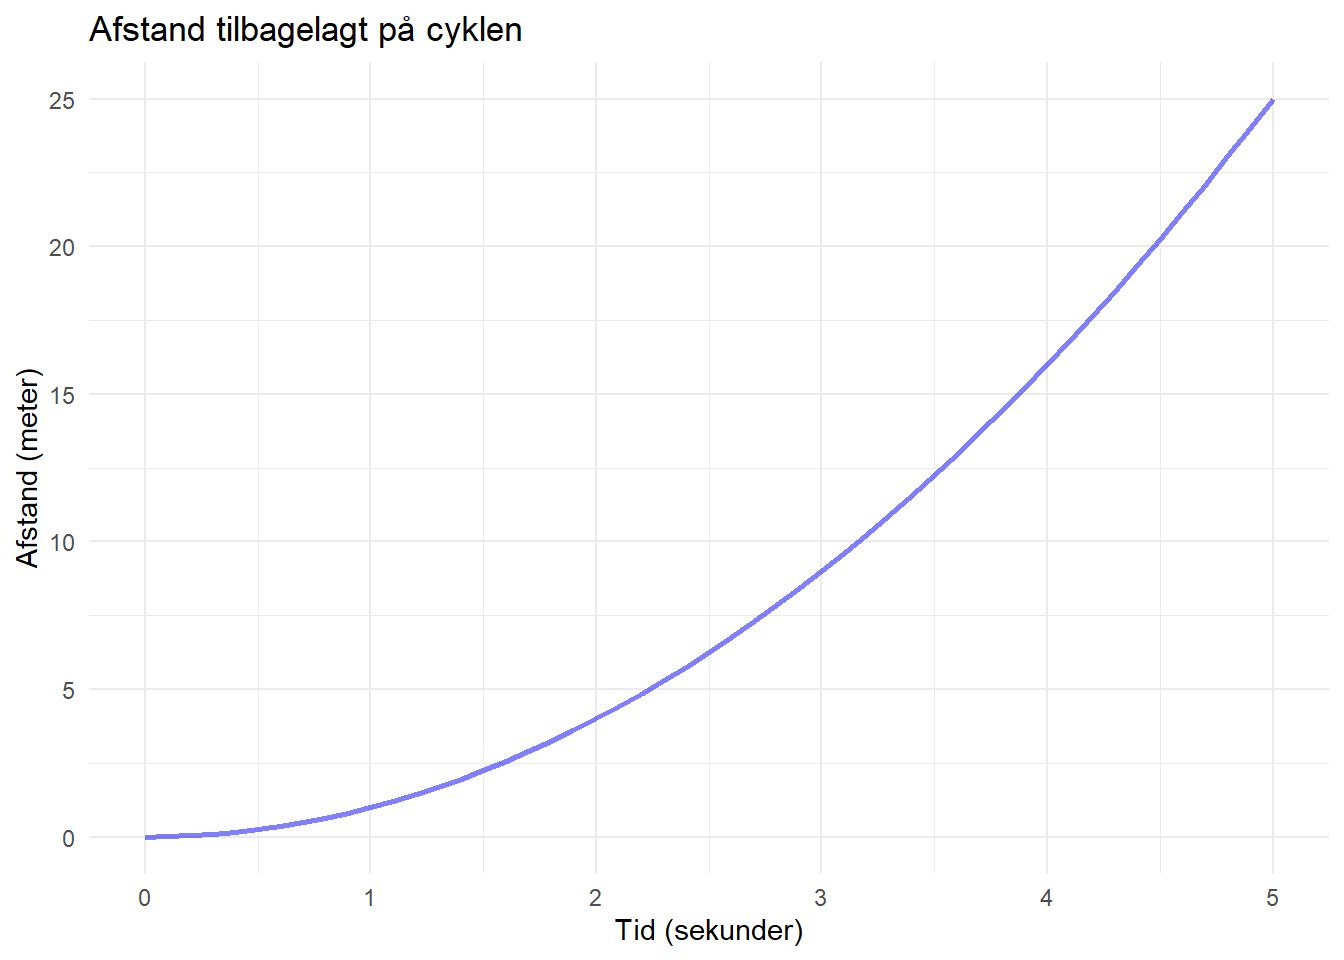 Afstand tilbagelagt på cyklen
25
20
15
10
5
0
Afstand (meter)
0 1 2 3 4 5
Tid (sekunder)